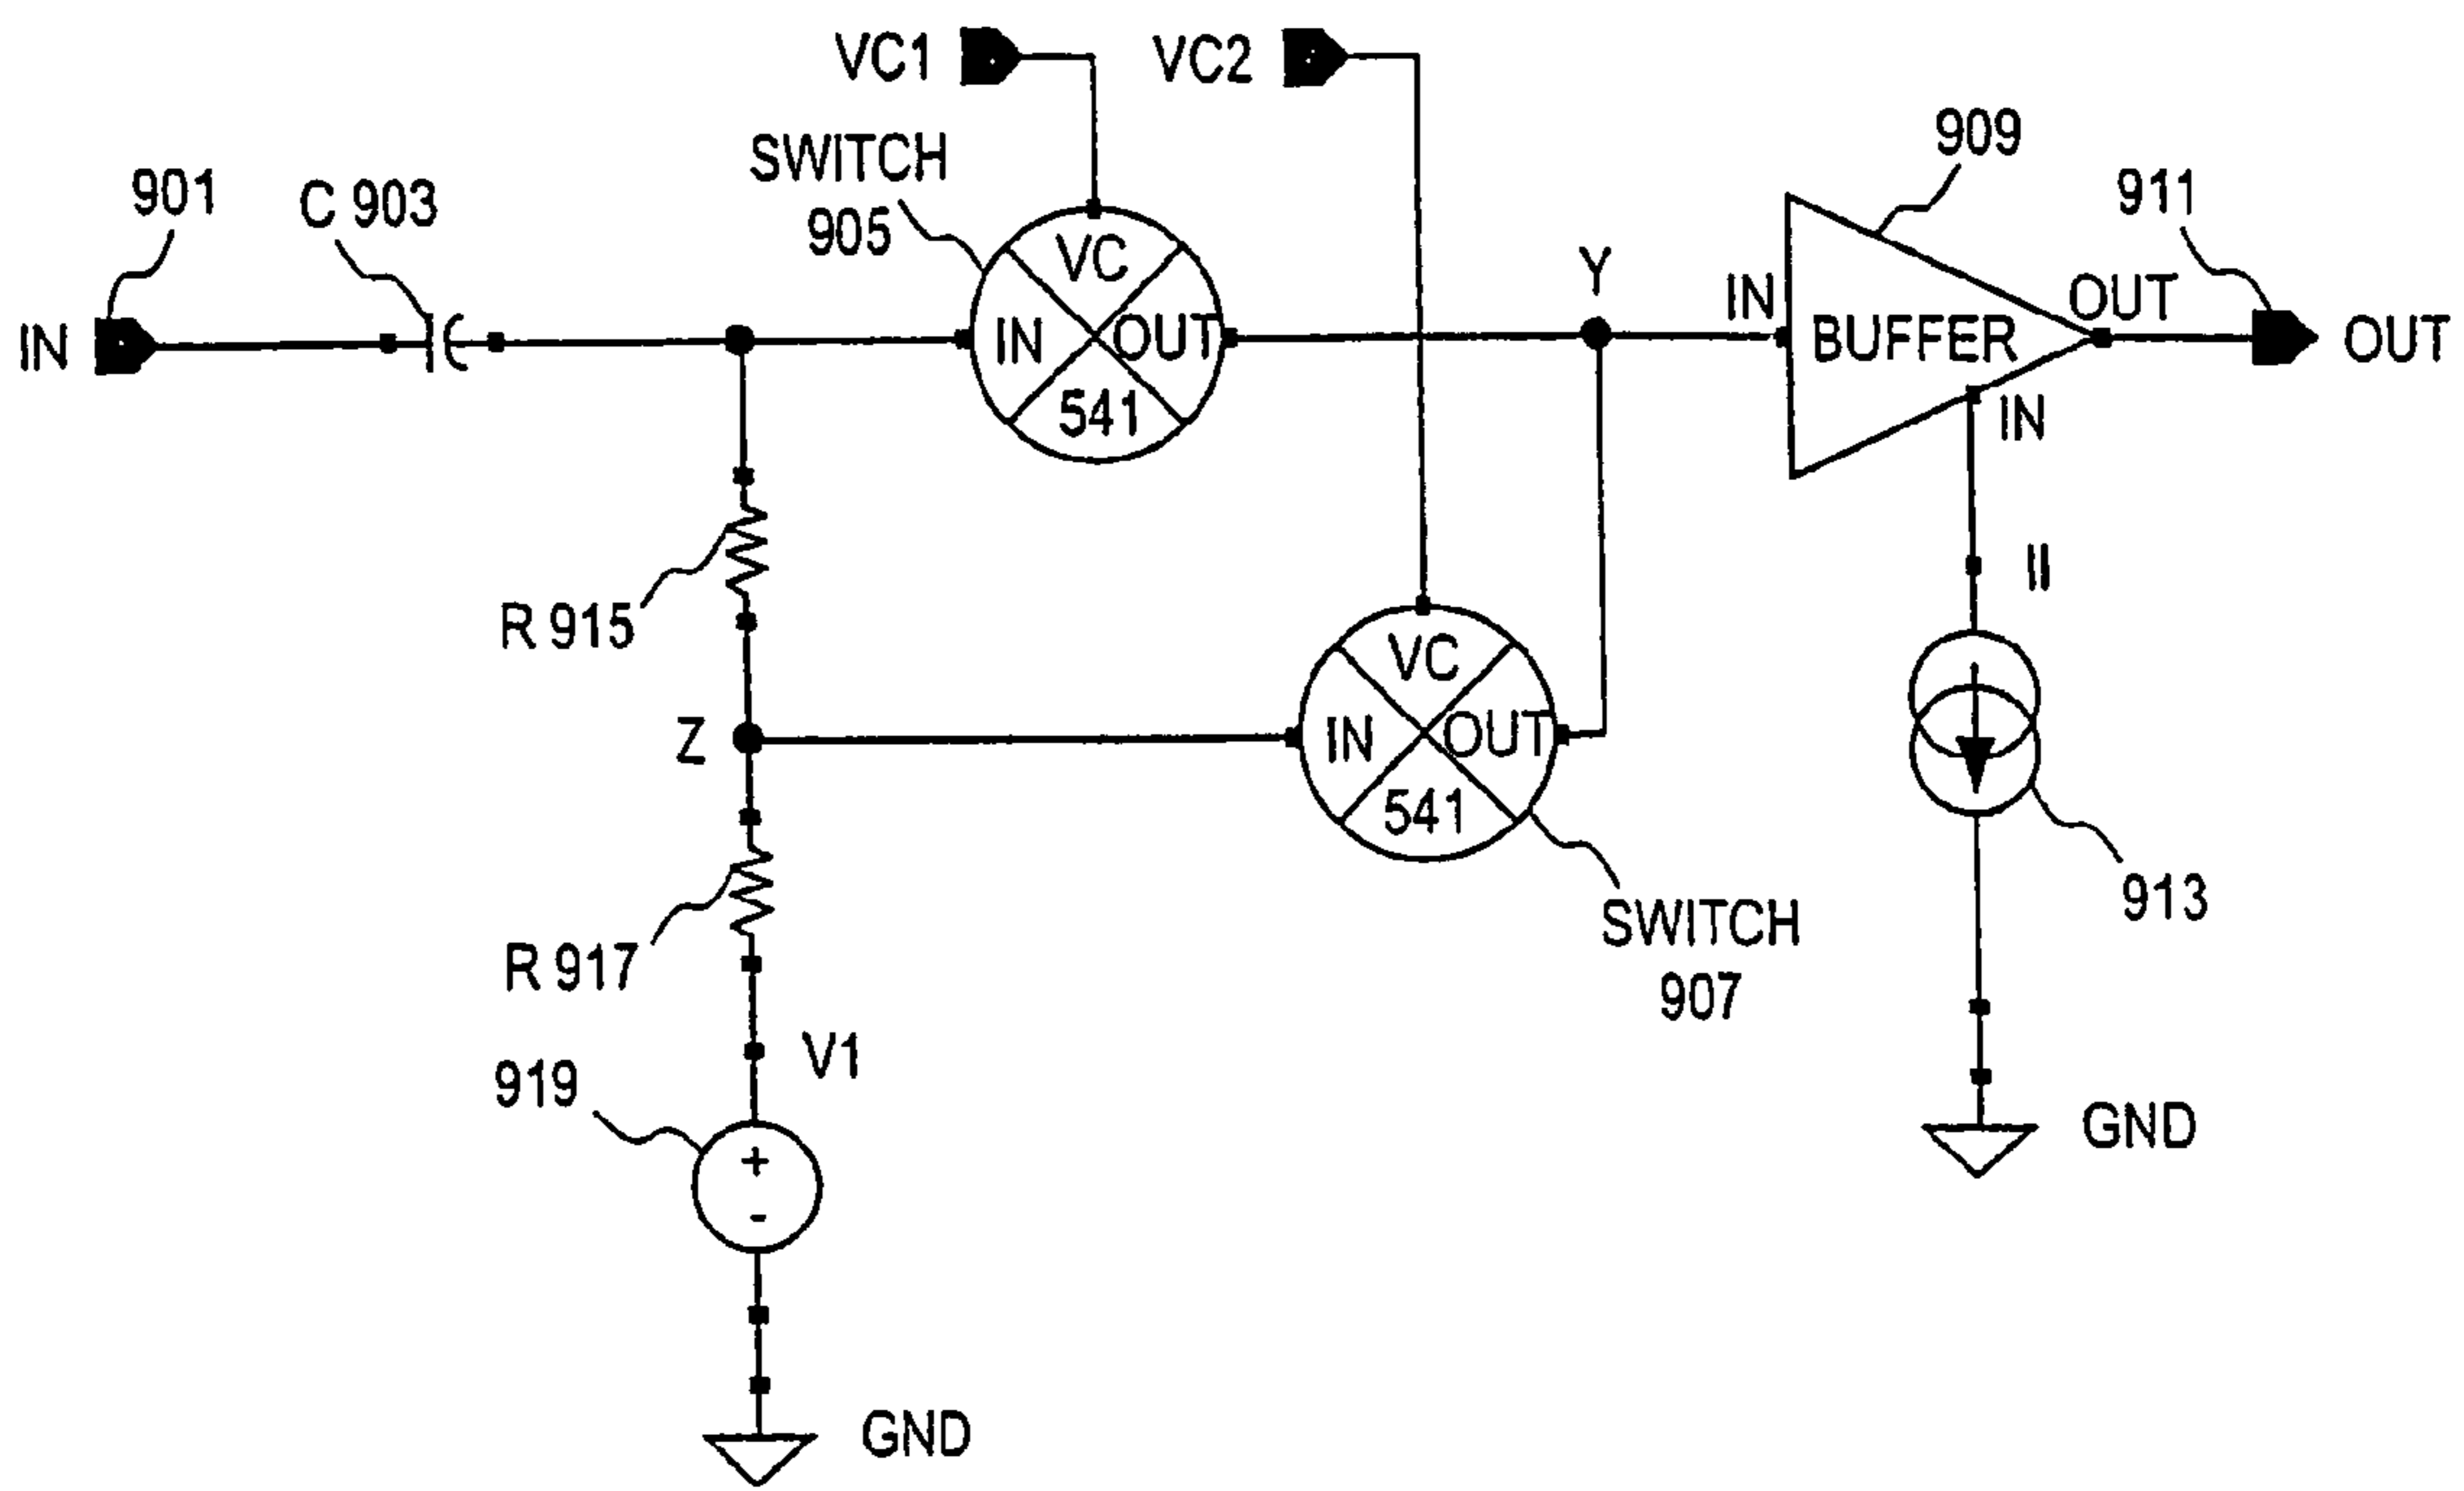 VC1
VC2
SWITCH
905
909
901
C 903
911
VC
IN
OUT
541
Y
IN
BUFFER
OUT
IN
OUT
IN
R 915
II
Z
VC
IN
OUT
541
R 917
SWITCH
907
913
V1
919
+
-
GND
GND